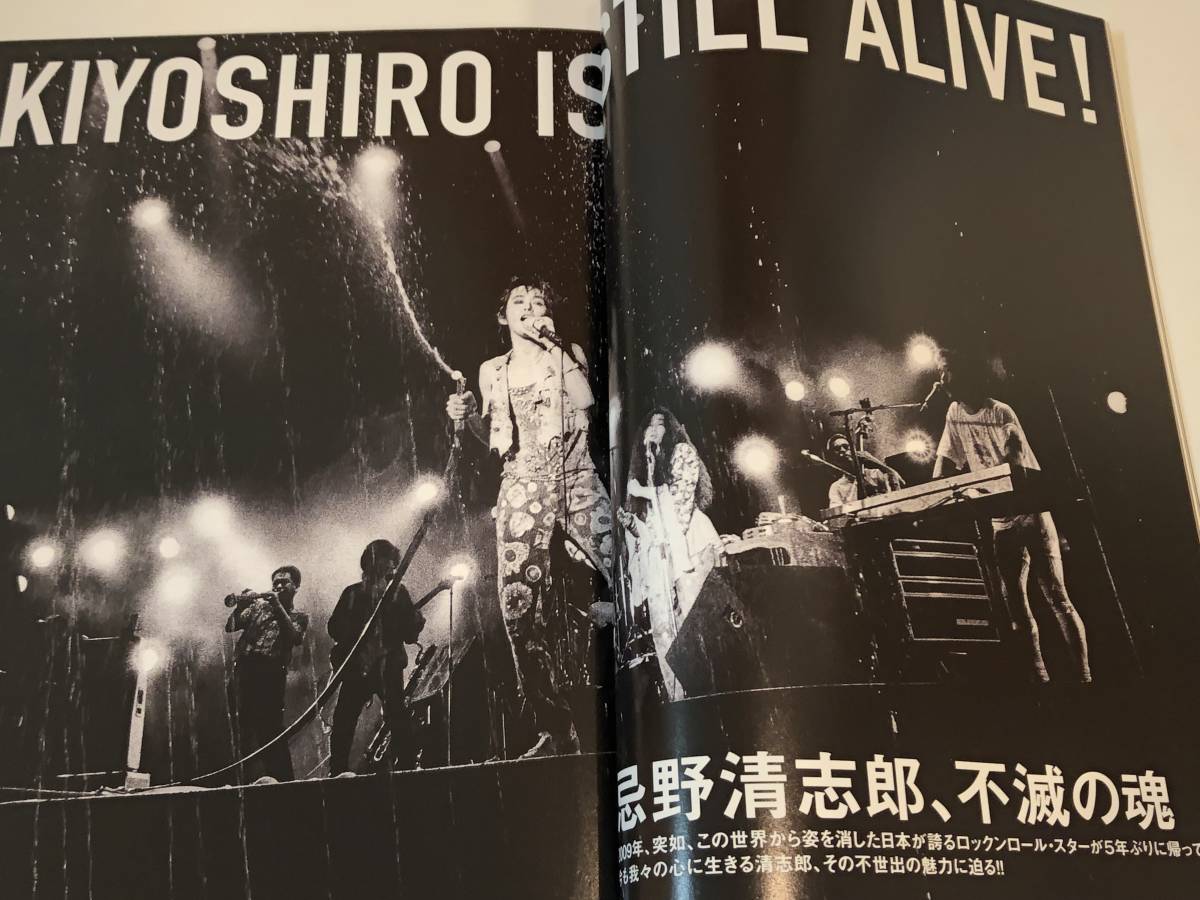 KIYOSHIRO IS STILL ALIVE!
忌野清志郎、不滅の魂
2009年、突如、この世界から姿を消した日本が誇るロックンロール・スターが5年ぶりに帰って
今も我々の心に生きる清志郎、その不世出の魅力に迫る!!